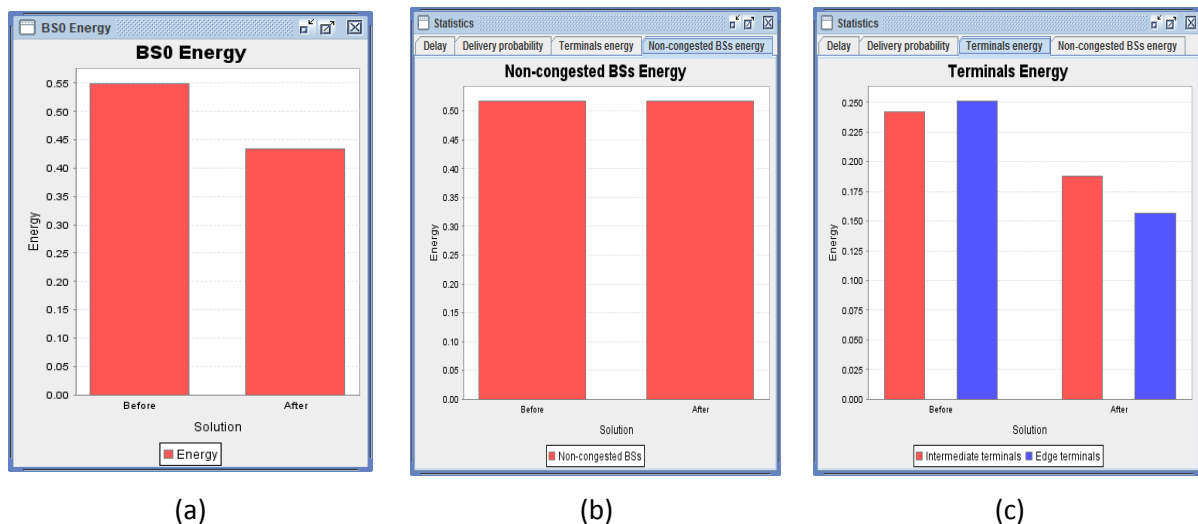 BS0 Energy
BS0 Energy
0.55
0.50
0.45
0.40
0.35
0.30
0.25
0.20
0.15
0.10
0.05
0.00
Energy
Before After
Solution
Energy
Statistics
Delay Delivery probability Terminals energy Non-congested BSs energy
Non-congested BSs Energy
0.50
0.45
0.40
0.35
0.30
0.25
0.20
0.15
0.10
0.05
0.00
Energy
Before After
Solution
Non-congested BSs
Statistics
Delay Delivery probability Terminals energy Non-congested BSs energy
Terminals Energy
0.250
0.225
0.200
0.175
0.150
0.125
0.100
0.075
0.050
0.025
0.000
Energy
Before After
Solution
Intermediate terminals Edge terminals
(a) (b) (c)